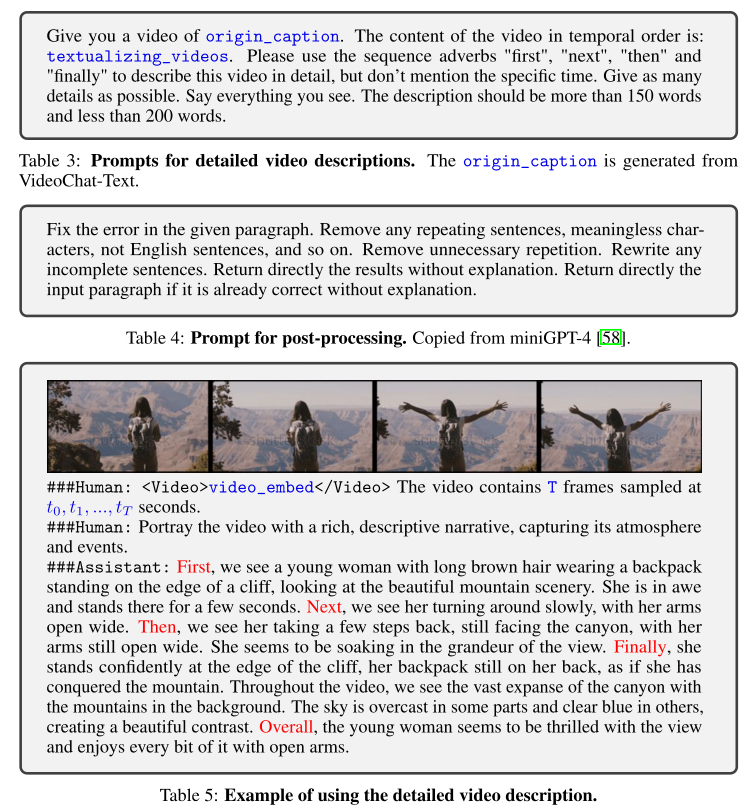 Give you a video of origin_caption. The content of the video in temporal order is:
textualizing_videos. Please use the sequence adverbs "first", "next", "then" and
"finally" to describe this video in detail, but don't mention the specific time. Give as many
details as possible. Say everything you see. The description should be more than 150 words
and less than 200 words.
Table 3: Prompts for detailed video descriptions. The origin_caption is generated from
VideoChat-Text.
Fix the error in the given paragraph. Remove any repeating sentences, meaningless char-
acters, not English sentences, and so on. Remove unnecessary repetition. Rewrite any
incomplete sentences. Return directly the results without explanation. Return directly the
input paragraph if it is already correct without explanation.
Table 4: Prompt for post-processing. Copied from miniGPT-4 [58].
###Human: <Video>video_embed</Video> The video contains T frames sampled at
t0, t1, ..., tT seconds.
###Human: Portray the video with a rich, descriptive narrative, capturing its atmosphere
and events.
###Assistant: First, we see a young woman with long brown hair wearing a backpack
standing on the edge of a cliff, looking at the beautiful mountain scenery. She is in awe
and stands there for a few seconds. Next, we see her turning around slowly, with her arms
open wide. Then, we see her taking a few steps back, still facing the canyon, with her
arms still open wide. She seems to be soaking in the grandeur of the view. Finally, she
stands confidently at the edge of the cliff, her backpack still on her back, as if she has
conquered the mountain. Throughout the video, we see the vast expanse of the canyon with
the mountains in the background. The sky is overcast in some parts and clear blue in others,
creating a beautiful contrast. Overall, the young woman seems to be thrilled with the view
and enjoys every bit of it with open arms.
Table 5: Example of using the detailed video description.